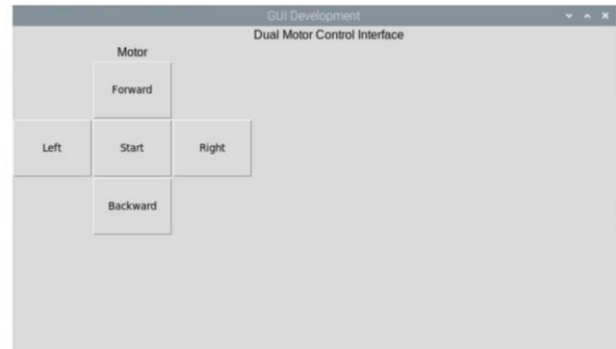 GUI Development
Dual Motor Control Interface
Motor
Forward
Left Start Right
Backward